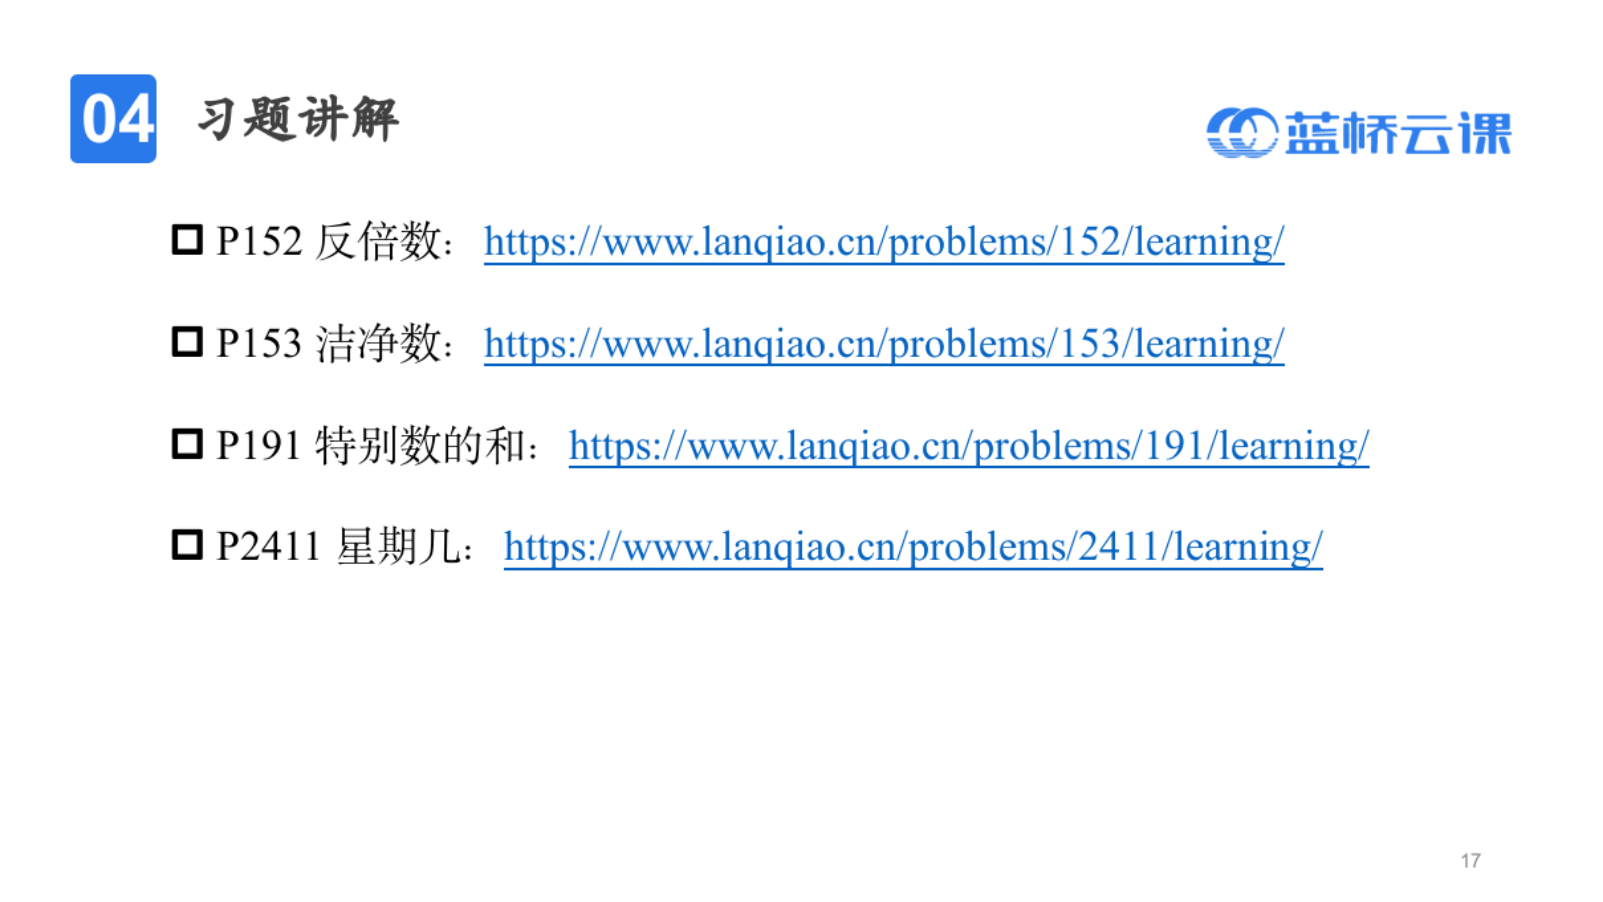 04 习题讲解
蓝桥云课
P152 反倍数：https://www.lanqiao.cn/problems/152/learning/
P153 洁净数：https://www.lanqiao.cn/problems/153/learning/
P191 特别数的和：https://www.lanqiao.cn/problems/191/learning/
P2411 星期几：https://www.lanqiao.cn/problems/2411/learning/
17